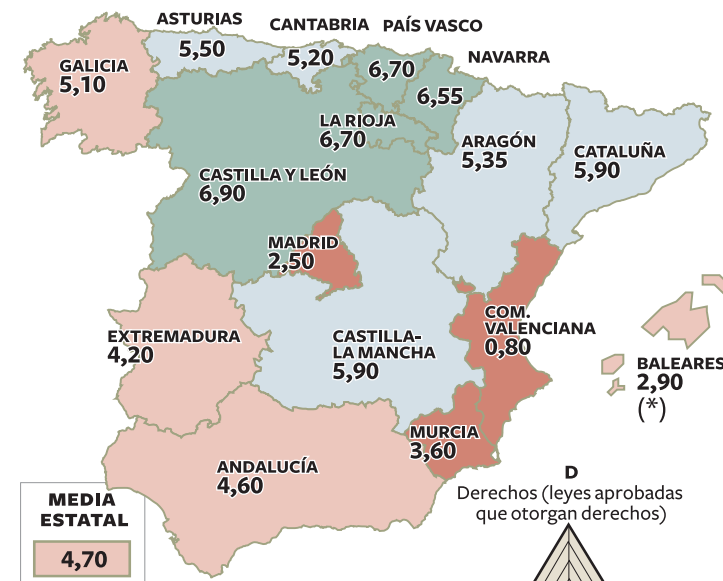 ASTURIAS
5,50
CANTABRIA
5,20
PAÍS VASCO
6,70
NAVARRA
6,55
GALICIA
5,10
LA RIOJA
6,70
ARAGÓN
5,35
CATALUÑA
5,90
CASTILLA Y LEÓN
6,90
MADRID
2,50
COM.
VALENCIANA
0,80
EXTREMADURA
4,20
CASTILLA-
LA MANCHA
5,90
BALEARES
2,90
(*)
MURCIA
3,60
ANDALUCÍA
4,60
MEDIA
ESTATAL
4,70
D
Derechos (leyes aprobadas
que otorgan derechos)